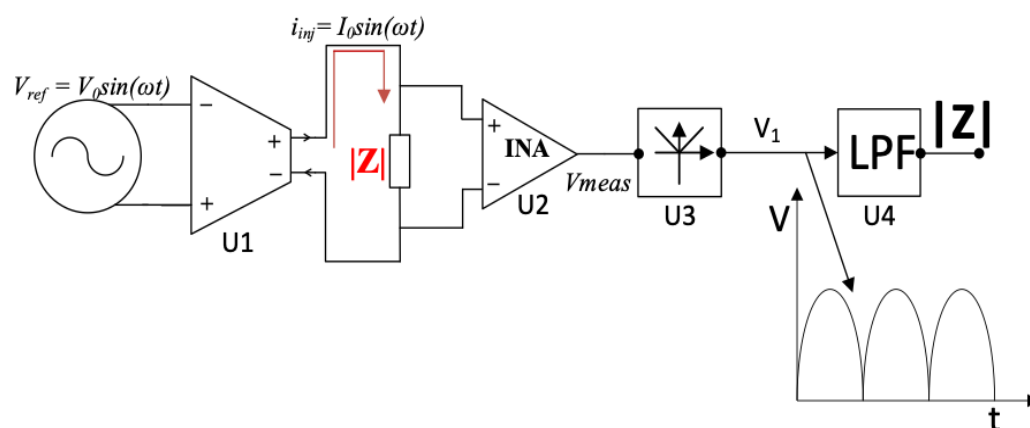 i_inj= I_0sin(ωt)
V_ref = V_0sin(ωt)
−
+
U1
+
−
|Z|
+
−
INA
U2
Vmeas
U3
V_1
LPF
U4
|Z|
V
t